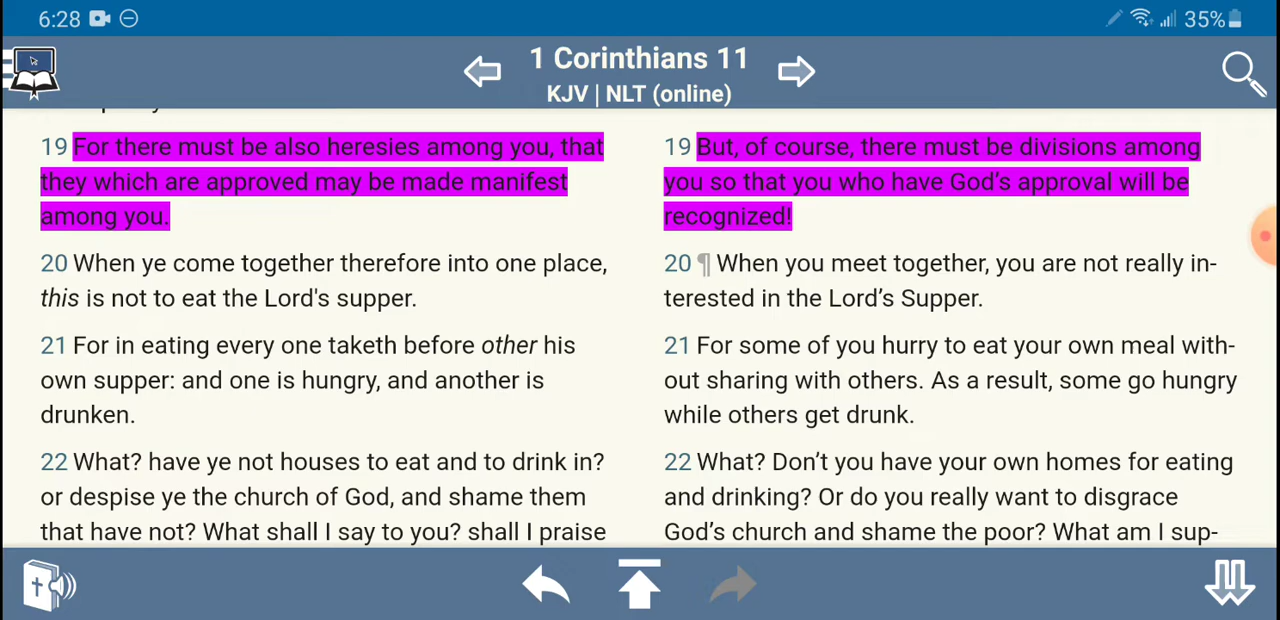 6:28
35%
1 Corinthians 11
KJV | NLT (online)
19 For there must be also heresies among you, that
they which are approved may be made manifest
among you.
20 When ye come together therefore into one place,
this is not to eat the Lord's supper.
21 For in eating every one taketh before other his
own supper: and one is hungry, and another is
drunken.
22 What? have ye not houses to eat and to drink in?
or despise ye the church of God, and shame them
that have not? What shall I say to you? shall I praise
19 But, of course, there must be divisions among
you so that you who have God’s approval will be
recognized!
20 ¶ When you meet together, you are not really in-
terested in the Lord’s Supper.
21 For some of you hurry to eat your own meal with-
out sharing with others. As a result, some go hungry
while others get drunk.
22 What? Don’t you have your own homes for eating
and drinking? Or do you really want to disgrace
God’s church and shame the poor? What am I sup-